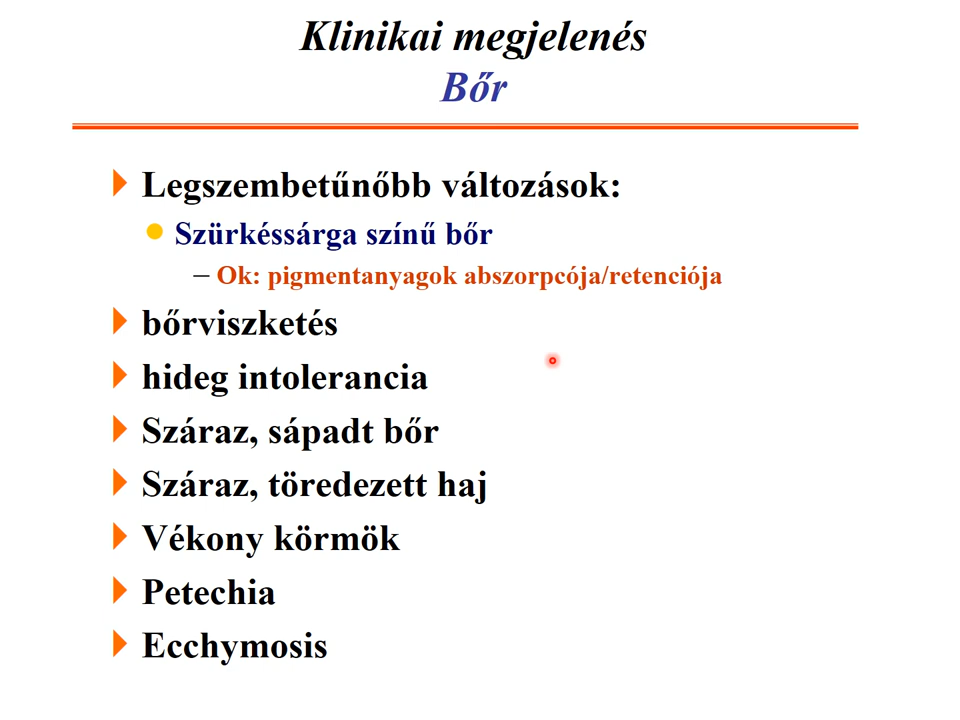 Klinikai megjelenés
Bőr
Legszembetűnőbb változások:
Szürkéssárga színű bőr
– Ok: pigmentanyagok abszorpcója/retenciója
bőrviszketés
hideg intolerancia
Száraz, sápadt bőr
Száraz, töredezett haj
Vékony körmök
Petechia
Ecchymosis